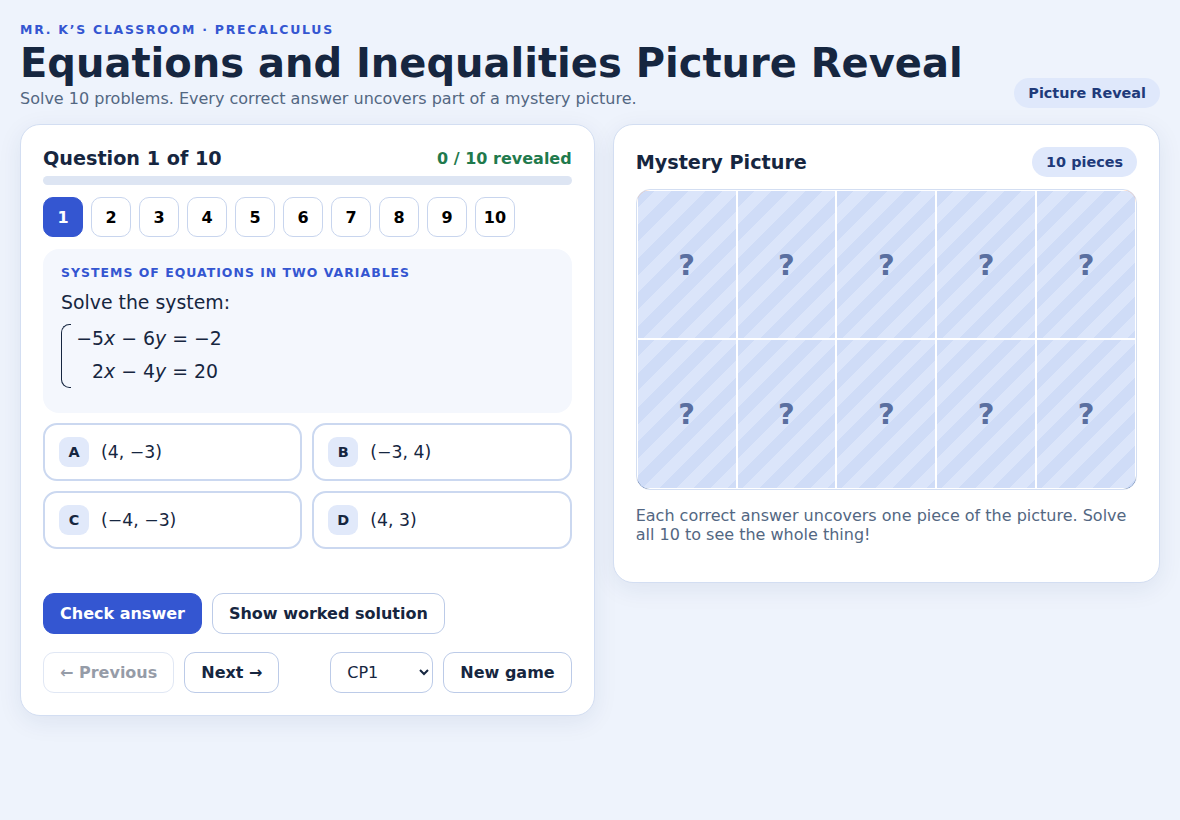 MR. K’S CLASSROOM · PRECALCULUS
Equations and Inequalities Picture Reveal
Solve 10 problems. Every correct answer uncovers part of a mystery picture.
Picture Reveal
Question 1 of 10
0 / 10 revealed
1 2 3 4 5 6 7 8 9 10
SYSTEMS OF EQUATIONS IN TWO VARIABLES
Solve the system:
−5x − 6y = −2
2x − 4y = 20
A (4, −3)
B (−3, 4)
C (−4, −3)
D (4, 3)
Check answer
Show worked solution
← Previous
Next →
CP1
New game
Mystery Picture
10 pieces
? ? ? ? ?
? ? ? ? ?
Each correct answer uncovers one piece of the picture. Solve
all 10 to see the whole thing!